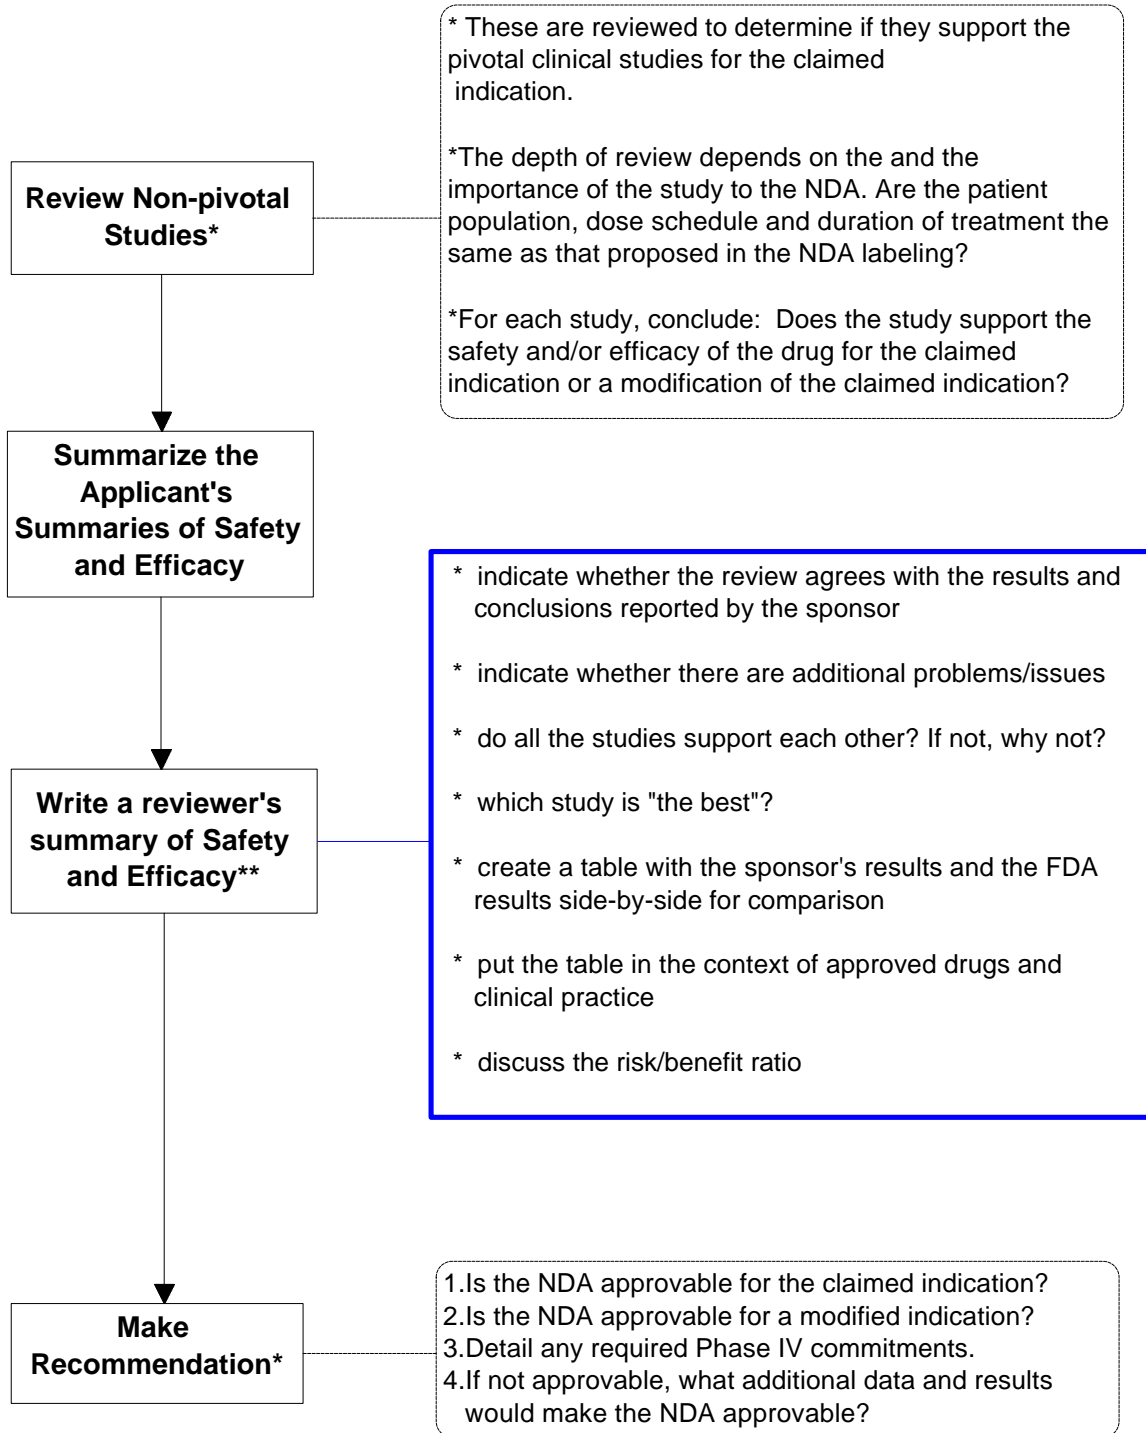 * These are reviewed to determine if they support the
pivotal clinical studies for the claimed
indication.
*The depth of review depends on the and the
importance of the study to the NDA. Are the patient
population, dose schedule and duration of treatment the
same as that proposed in the NDA labeling?
*For each study, conclude:  Does the study support the
safety and/or efficacy of the drug for the claimed
indication or a modification of the claimed indication?
Review Non-pivotal
Studies*
Summarize the
Applicant's
Summaries of Safety
and Efficacy
* indicate whether the review agrees with the results and
conclusions reported by the sponsor
* indicate whether there are additional problems/issues
* do all the studies support each other? If not, why not?
* which study is "the best"?
* create a table with the sponsor's results and the FDA
results side-by-side for comparison
* put the table in the context of approved drugs and
clinical practice
* discuss the risk/benefit ratio
Write a reviewer's
summary of Safety
and Efficacy**
Make
Recommendation*
1.Is the NDA approvable for the claimed indication?
2.Is the NDA approvable for a modified indication?
3.Detail any required Phase IV commitments.
4.If not approvable, what additional data and results
would make the NDA approvable?